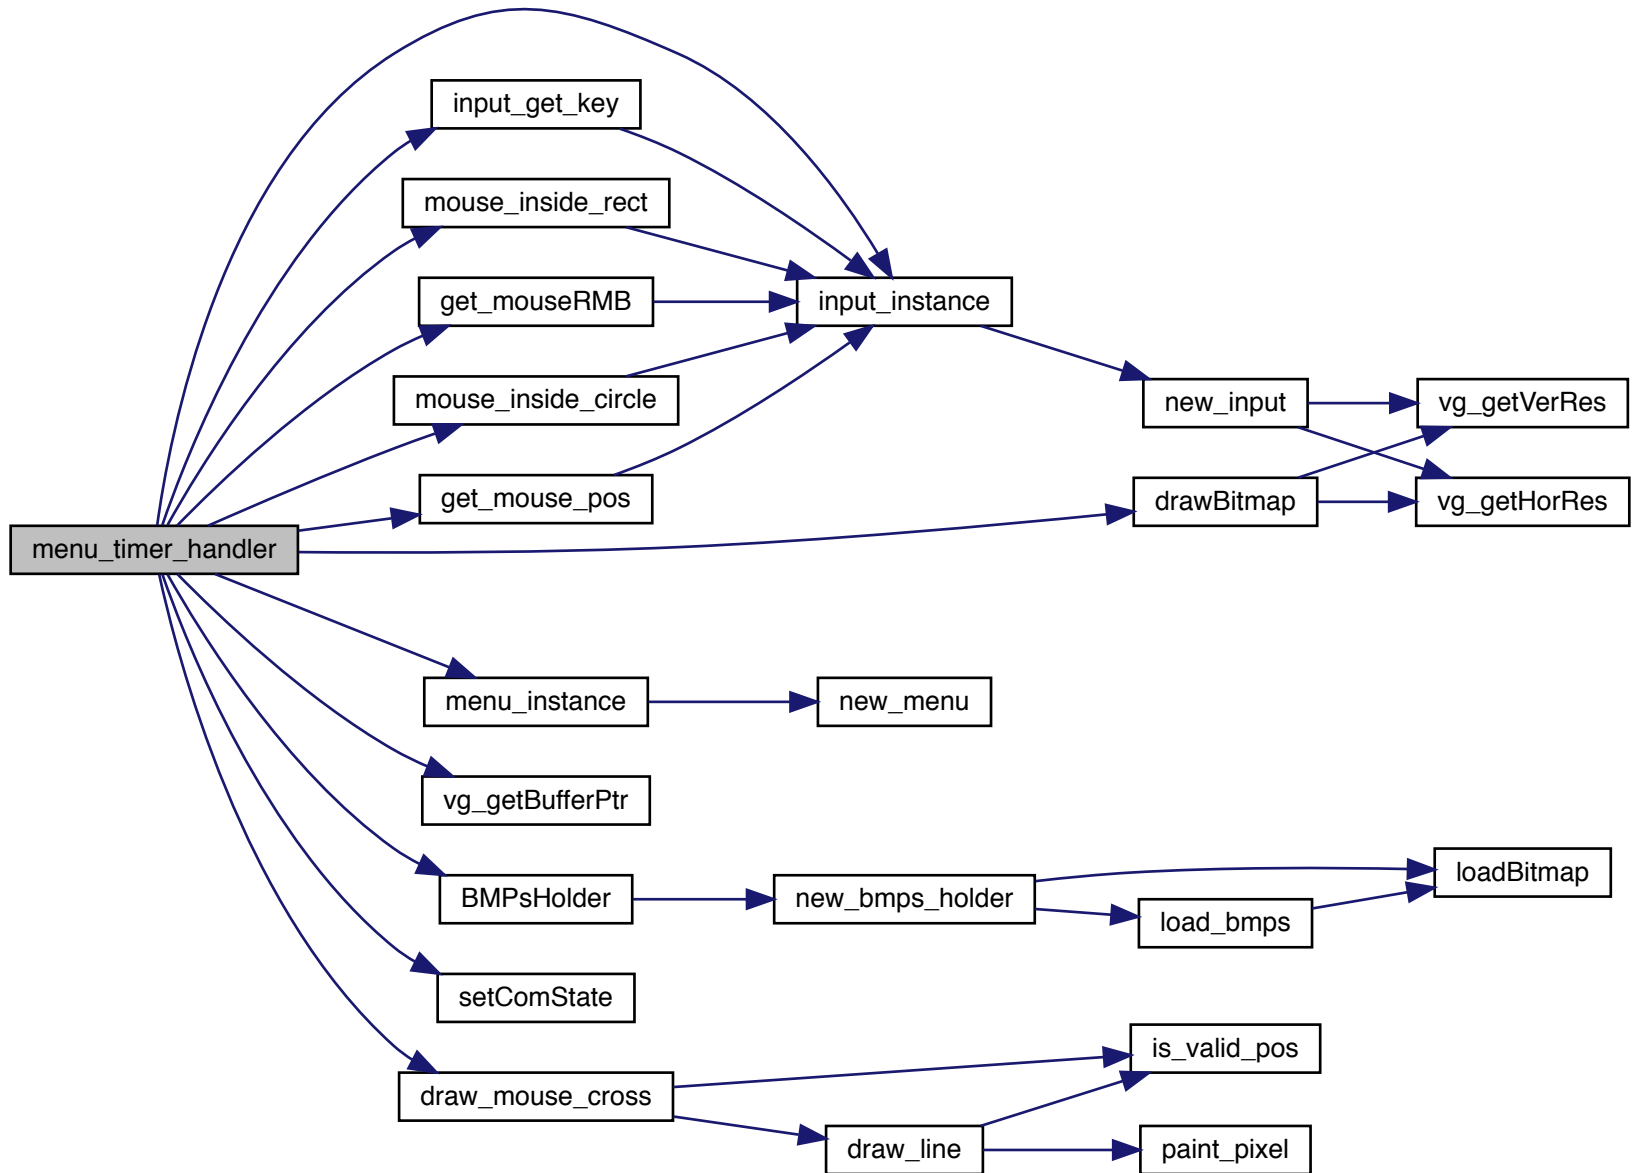 input_get_key
mouse_inside_rect
get_mouseRMB
input_instance
mouse_inside_circle
new_input
vg_getVerRes
get_mouse_pos
drawBitmap
vg_getHorRes
menu_timer_handler
menu_instance
new_menu
vg_getBufferPtr
BMPsHolder
new_bmps_holder
loadBitmap
load_bmps
setComState
is_valid_pos
draw_mouse_cross
draw_line
paint_pixel